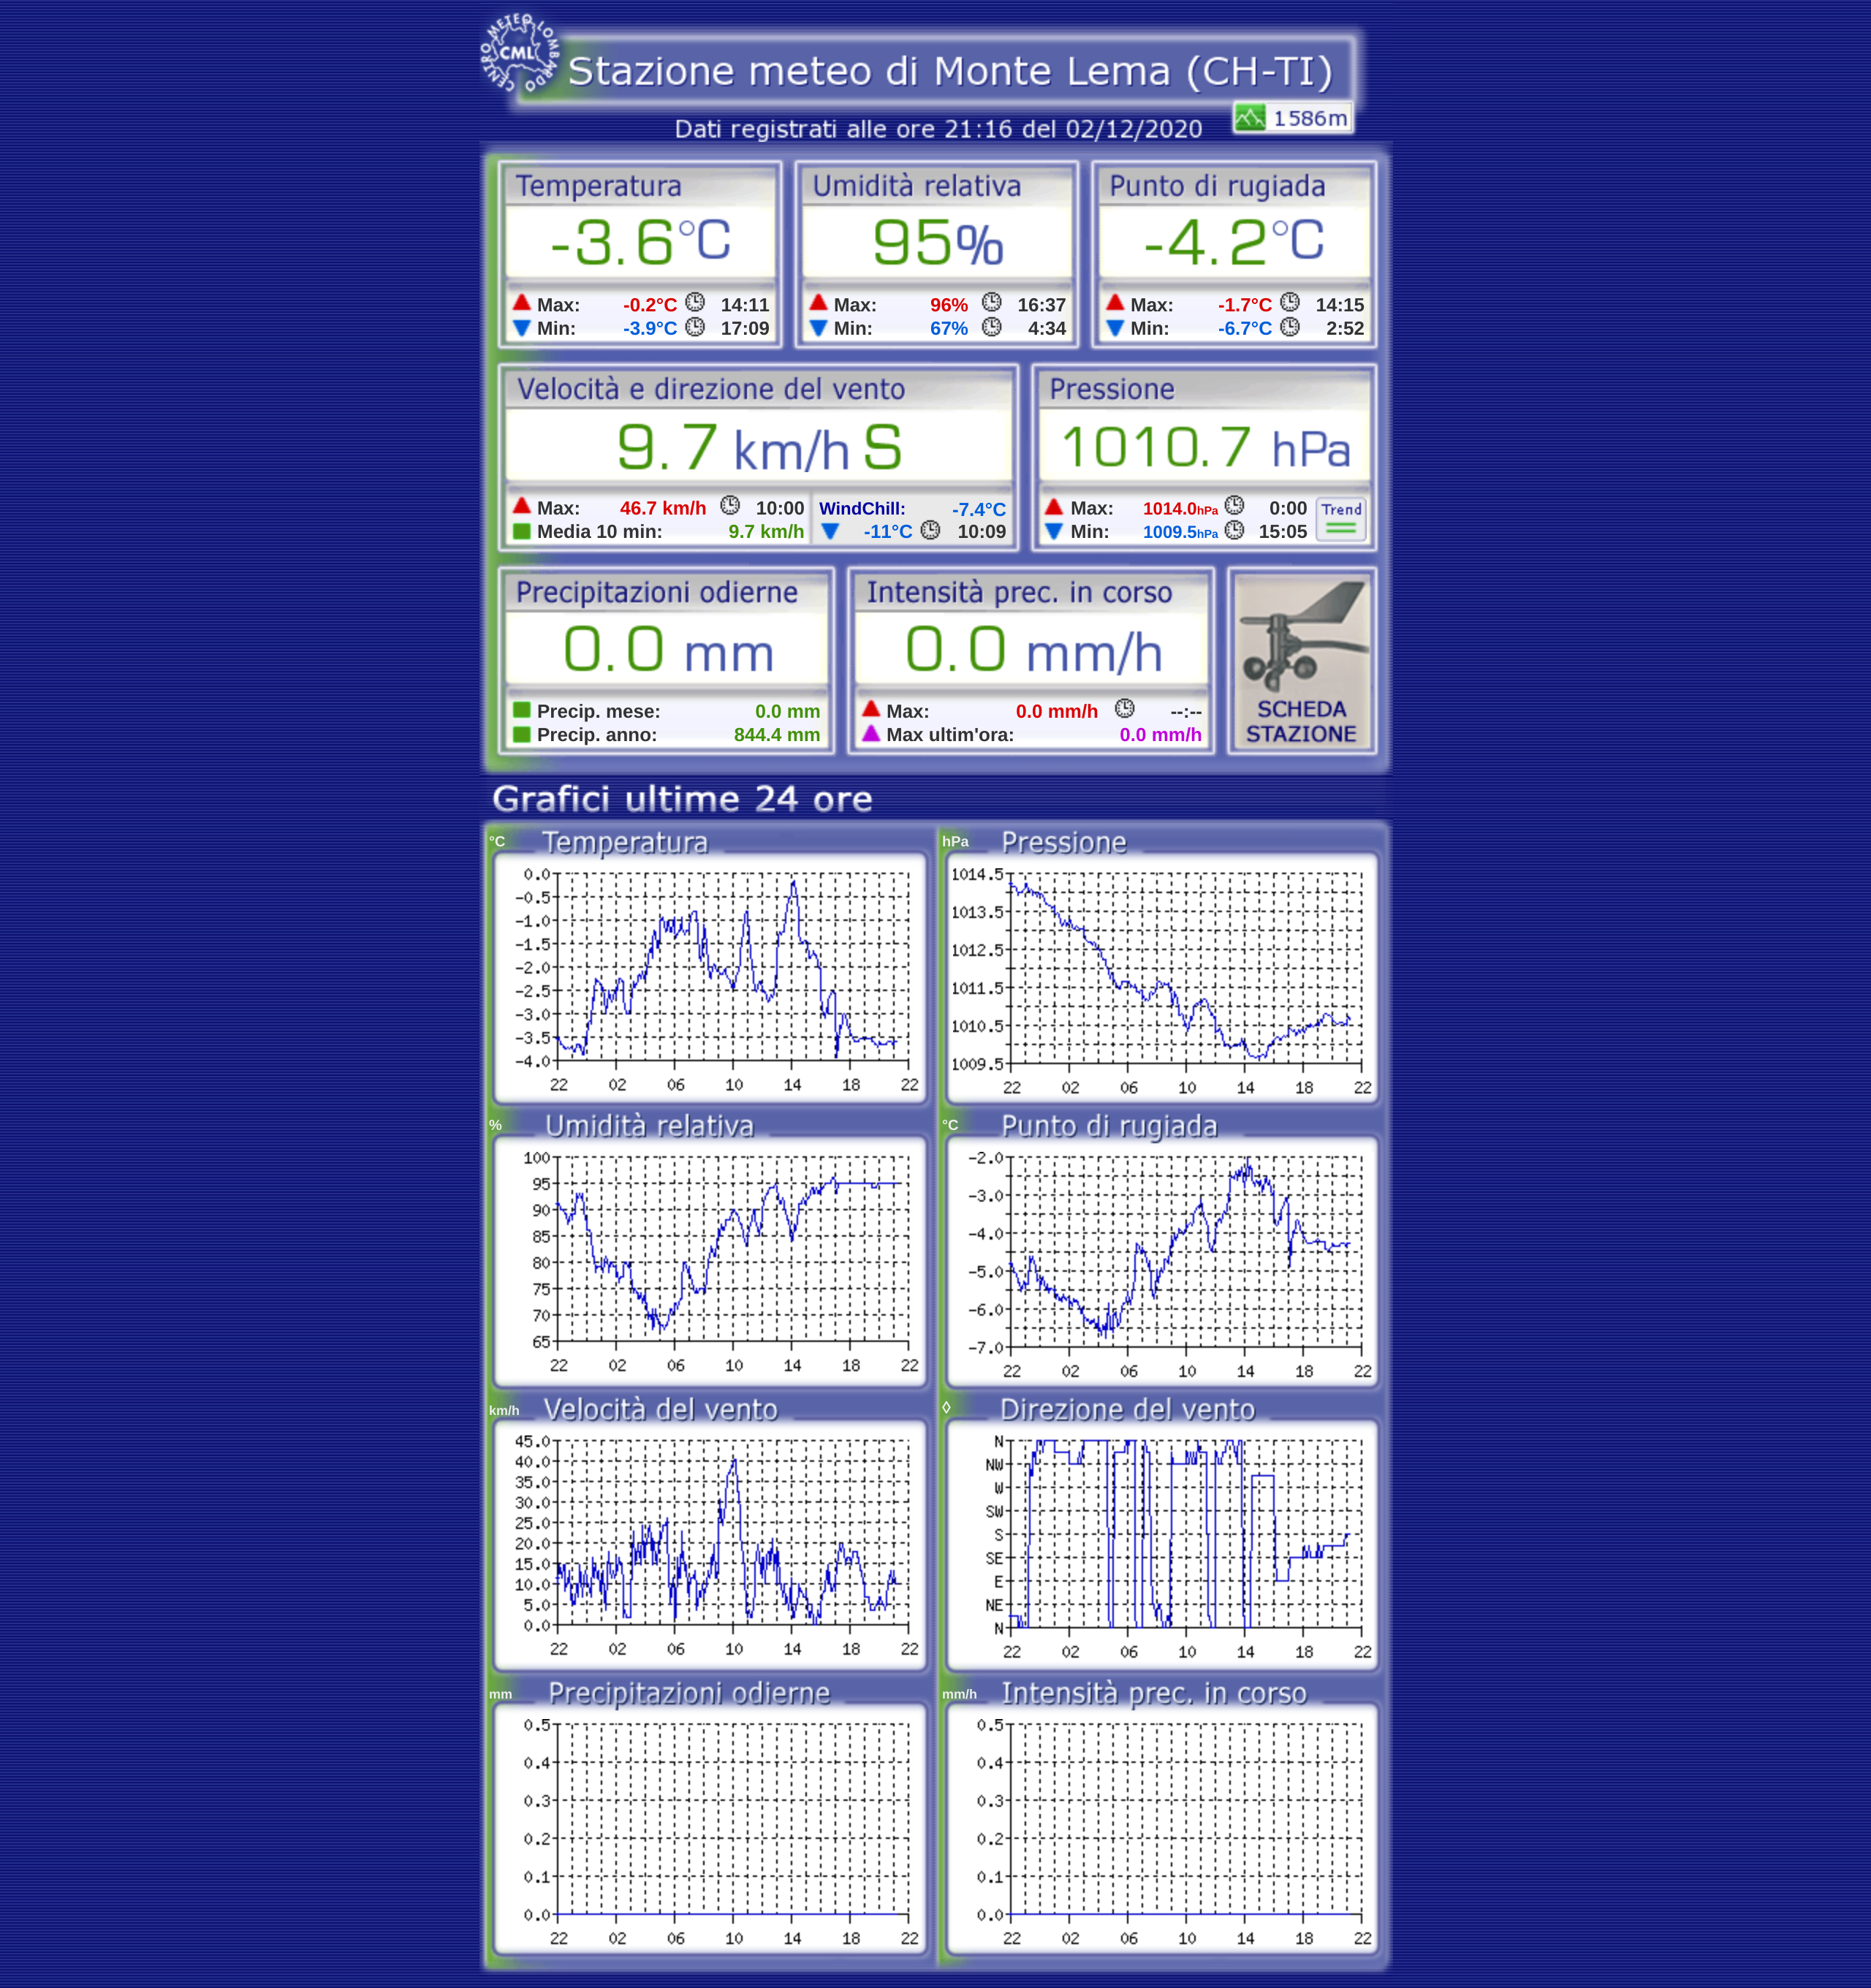 CENTRO METEO LOMBARDO
CML
Stazione meteo di Monte Lema (CH-TI)
1586m
Dati registrati alle ore 21:16 del 02/12/2020
Temperatura Umidità relativa Punto di rugiada
-3.6°C 95% -4.2°C
Max: -0.2°C 14:11 Max: 96% 16:37 Max: -1.7°C 14:15
Min: -3.9°C 17:09 Min: 67% 4:34 Min: -6.7°C 2:52
Velocità e direzione del vento Pressione
9.7 km/h S 1010.7 hPa
Max: 46.7 km/h 10:00 WindChill: -7.4°C Max: 1014.0hPa 0:00 Trend
Media 10 min: 9.7 km/h -11°C 10:09 Min: 1009.5hPa 15:05
Precipitazioni odierne Intensità prec. in corso
0.0 mm 0.0 mm/h
Precip. mese: 0.0 mm Max: 0.0 mm/h --:-- SCHEDA
Precip. anno: 844.4 mm Max ultim'ora: 0.0 mm/h STAZIONE
Grafici ultime 24 ore
°C Temperatura
0.0
-0.5
-1.0
-1.5
-2.0
-2.5
-3.0
-3.5
-4.0
22 02 06 10 14 18 22
hPa Pressione
1014.5
1013.5
1012.5
1011.5
1010.5
1009.5
22 02 06 10 14 18 22
% Umidità relativa
100
95
90
85
80
75
70
65
22 02 06 10 14 18 22
°C Punto di rugiada
-2.0
-3.0
-4.0
-5.0
-6.0
-7.0
22 02 06 10 14 18 22
km/h Velocità del vento
45.0
40.0
35.0
30.0
25.0
20.0
15.0
10.0
5.0
0.0
22 02 06 10 14 18 22
◊ Direzione del vento
N
NW
W
SW
S
SE
E
NE
N
22 02 06 10 14 18 22
mm Precipitazioni odierne
0.5
0.4
0.3
0.2
0.1
0.0
22 02 06 10 14 18 22
mm/h Intensità prec. in corso
0.5
0.4
0.3
0.2
0.1
0.0
22 02 06 10 14 18 22